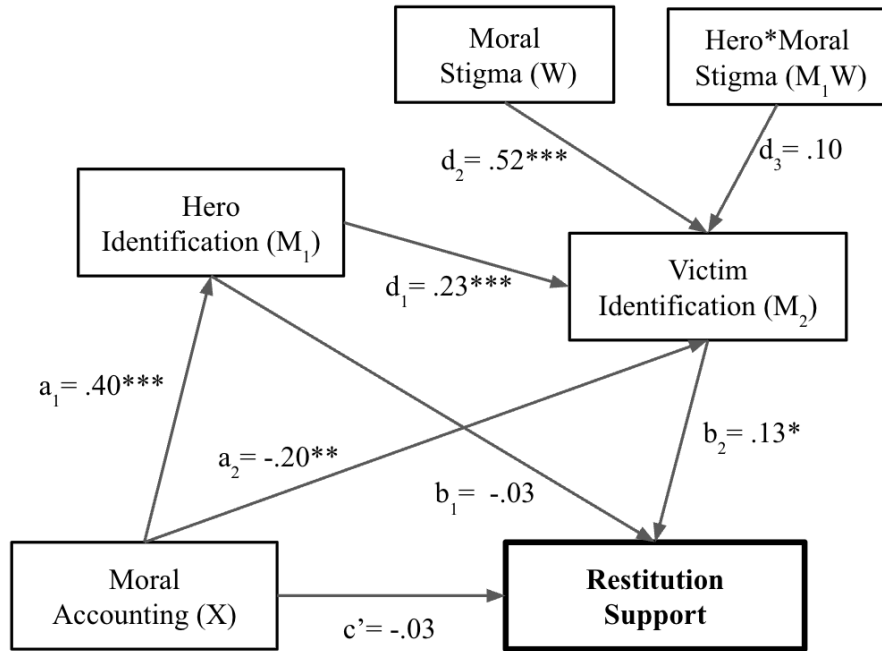 Moral
Stigma (W)
Hero*Moral
Stigma (M₁W)
d₂= .52***
d₃= .10
Hero
Identification (M₁)
d₁= .23***
Victim
Identification (M₂)
a₁= .40***
a₂= -.20**
b₁= -.03
b₂= .13*
Moral
Accounting (X)
c’= -.03
Restitution
Support